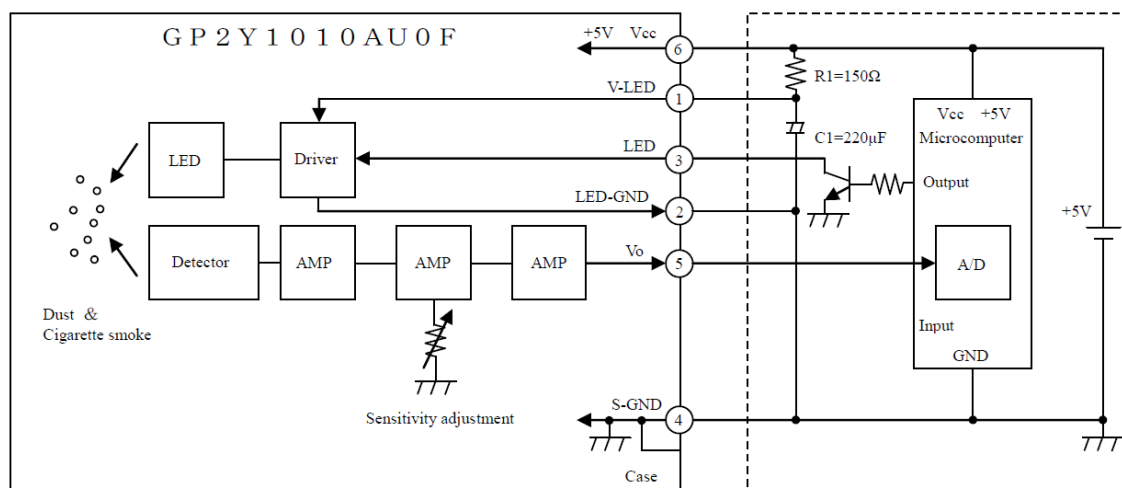 ＧＰ２Ｙ１０１０ＡＵ０Ｆ
+5V Vcc
6
R1=150Ω
V-LED
1
Vcc +5V
Microcomputer
C1=220μF
LED
Driver
LED
3
Output
LED-GND
2
+5V
Detector
AMP
AMP
AMP
Vo
5
A/D
Dust ＆
Cigarette smoke
Input
GND
Sensitivity adjustment
S-GND
4
Case